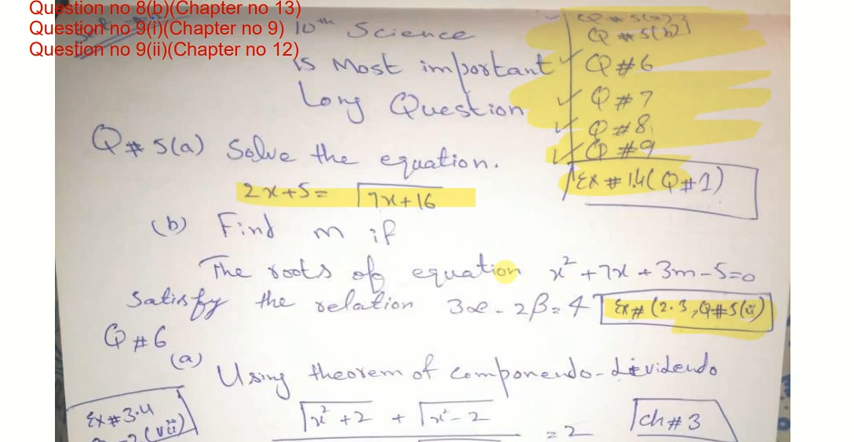 Question no 8(b)(Chapter no 13)
Question no 9(i)(Chapter no 9)
Question no 9(ii)(Chapter no 12)
10th Science
is Most important
Long Question
Q # 5(a)
Q # 5(b)
Q # 6
Q # 7
Q # 8
Q # 9
Ex # 1.4 (Q # 1)
Q # 5(a) Solve the equation.
2x+5= √7x+16
(b) Find m if
The roots of equation x²+7x+3m-5=0
Satisfy the relation 3α-2β=4
Ex # (2.3, Q#5(ii)
Q # 6
(a)
Using theorem of componendo-dividendo
Ex # 3.4
(vii)
√x²+2 + √x²-2
=2
ch # 3